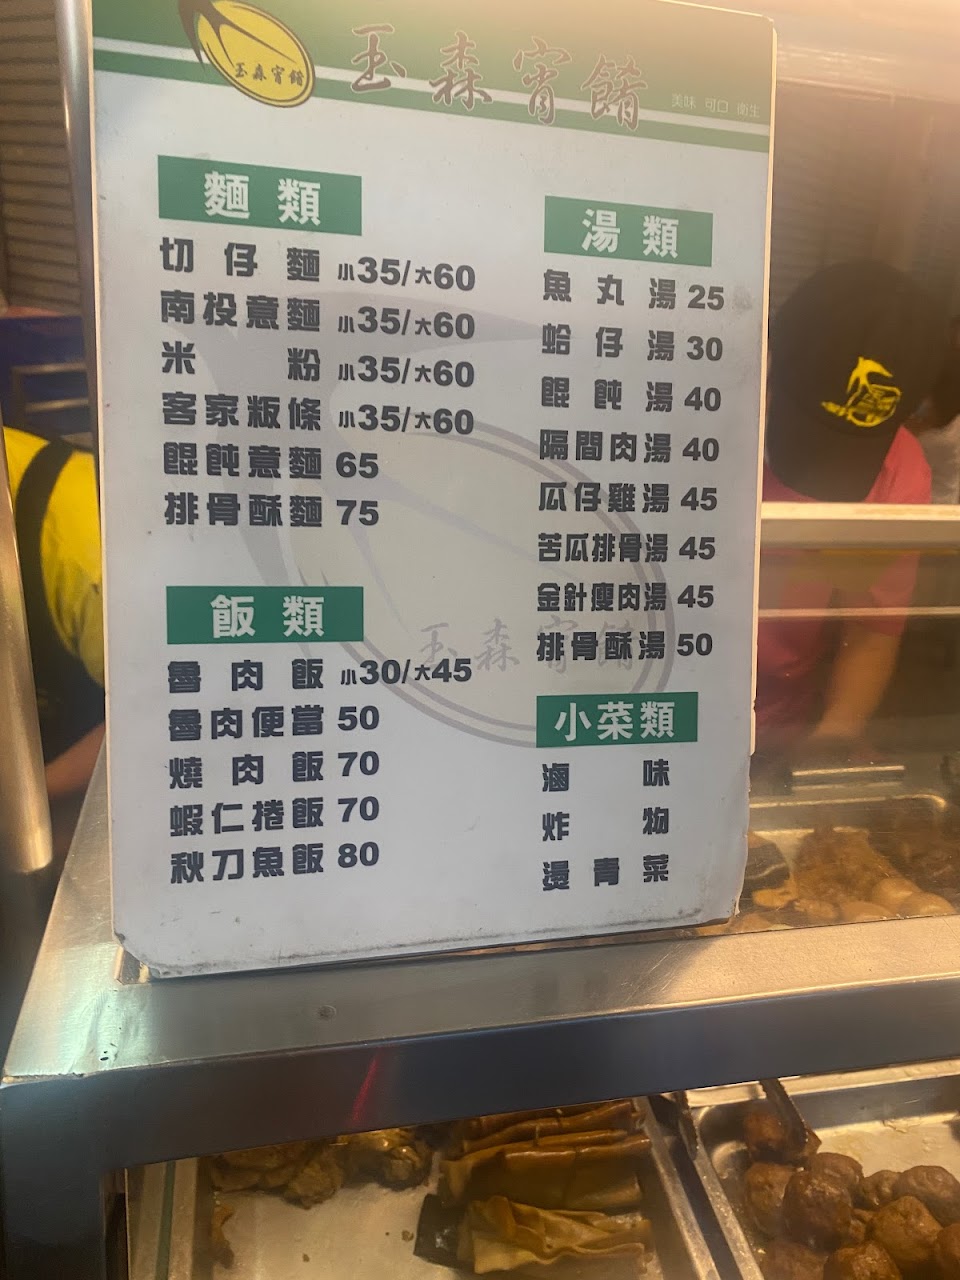 玉森宵餚
玉森宵餚
美味 可口 衛生
麵類
切仔麵 小35/大60
南投意麵 小35/大60
米粉 小35/大60
客家粄條 小35/大60
餛飩意麵 65
排骨酥麵 75
飯類
魯肉飯 小30/大45
魯肉便當 50
燒肉飯 70
蝦仁捲飯 70
秋刀魚飯 80
湯類
魚丸湯 25
蛤仔湯 30
餛飩湯 40
隔間肉湯 40
瓜仔雞湯 45
苦瓜排骨湯 45
金針瘦肉湯 45
排骨酥湯 50
玉森宵餚
小菜類
滷味
炸物
燙青菜